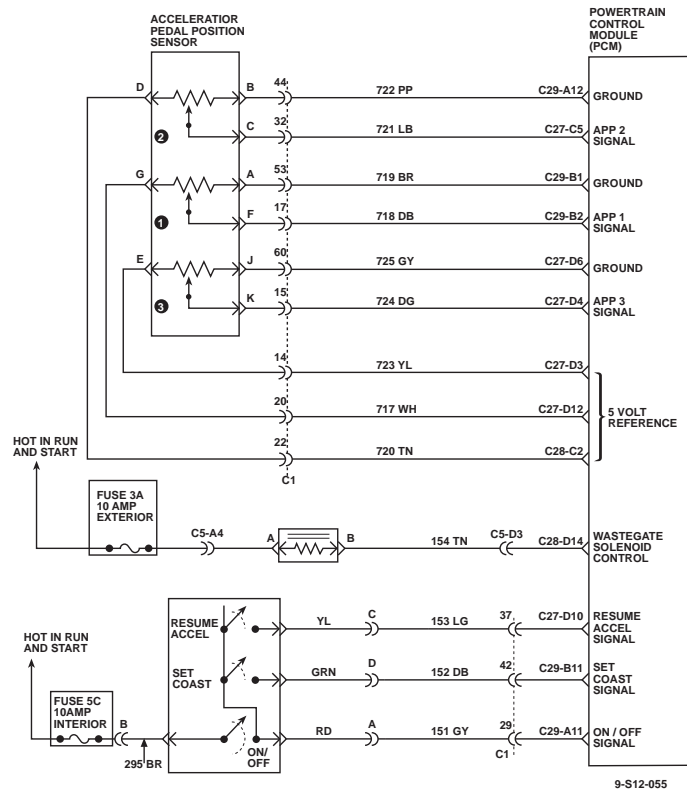 POWERTRAIN
CONTROL
MODULE
(PCM)
ACCELERATIOR
PEDAL POSITION
SENSOR
D B 44 722 PP C29-A12 GROUND
2 C 32 721 LB C27-C5 APP 2
SIGNAL
G A 53 719 BR C29-B1 GROUND
1 F 17 718 DB C29-B2 APP 1
SIGNAL
E J 60 725 GY C27-D6 GROUND
3 K 15 724 DG C27-D4 APP 3
SIGNAL
14 723 YL C27-D3
20 717 WH C27-D12 5 VOLT
REFERENCE
22 720 TN C28-C2
C1
HOT IN RUN
AND START
FUSE 3A
10 AMP
EXTERIOR
C5-A4 A B 154 TN C5-D3 C28-D14 WASTEGATE
SOLENOID
CONTROL
RESUME
ACCEL
YL C 153 LG 37 C27-D10 RESUME
ACCEL
SIGNAL
HOT IN RUN
AND START
SET
COAST
GRN D 152 DB 42 C29-B11 SET
COAST
SIGNAL
FUSE 5C
10AMP
INTERIOR
B 295 BR
ON/
OFF
RD A 151 GY 29 C29-A11 ON / OFF
SIGNAL
C1
9-S12-055